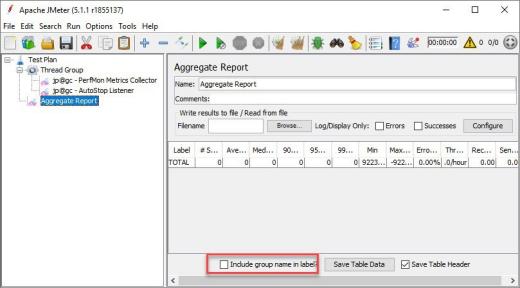 Apache JMeter (5.1.1 r1855137)
File Edit Search Run Options Tools Help
00:00:00 0 0/0
Test Plan
Thread Group
jp@gc - PerfMon Metrics Collector
jp@gc - AutoStop Listener
Aggregate Report
Aggregate Report
Name: Aggregate Report
Comments:
Write results to file / Read from file
Filename Browse... Log/Display Only: Errors Successes Configure
Label # S... Ave... Med... 90... 95... 99... Min Max... Erro... Thr... Rec... Sen...
TOTAL 0 0 0 0 0 0 9223... -922... 0.00% .0/hour 0.00 0.0
Include group name in label? Save Table Data Save Table Header